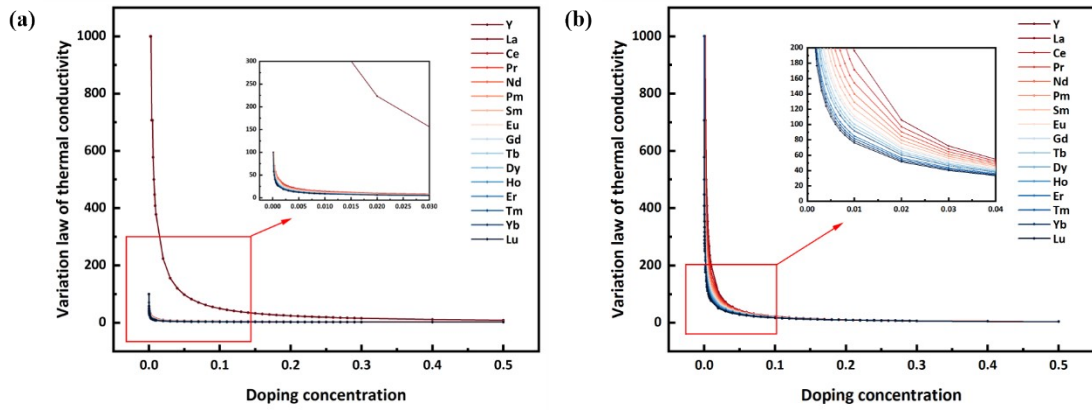 (a)
Variation law of thermal conductivity
1000
800
600
400
200
0
0.0 0.1 0.2 0.3 0.4 0.5
Doping concentration
Y
La
Ce
Pr
Nd
Pm
Sm
Eu
Gd
Tb
Dy
Ho
Er
Tm
Yb
Lu
300
250
200
150
100
50
0
0.000 0.005 0.010 0.015 0.020 0.025 0.030
(b)
Variation law of thermal conductivity
1000
800
600
400
200
0
0.0 0.1 0.2 0.3 0.4 0.5
Doping concentration
Y
La
Ce
Pr
Nd
Pm
Sm
Eu
Gd
Tb
Dy
Ho
Er
Tm
Yb
Lu
200
180
160
140
120
100
80
60
40
20
0
0.00 0.01 0.02 0.03 0.04